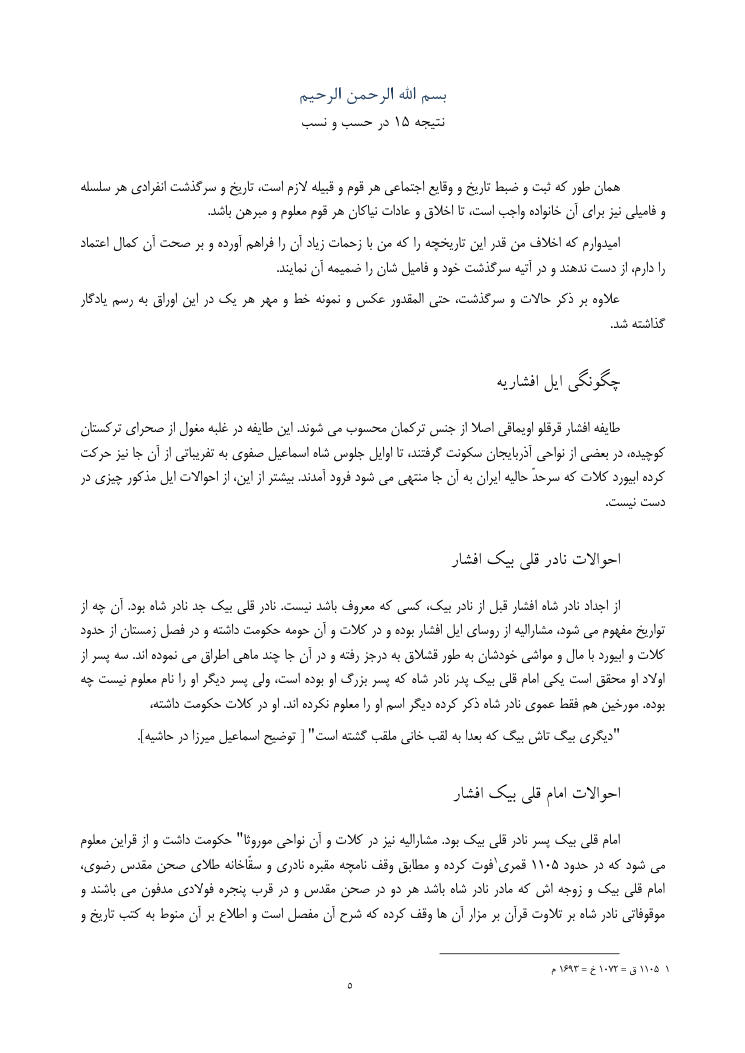 بسم الله الرحمن الرحیم
نتیجه ۱۵ در حسب و نسب
همان طور که ثبت و ضبط تاریخ و وقایع اجتماعی هر قوم و قبیله لازم است، تاریخ و سرگذشت انفرادی هر سلسله
و فامیلی نیز برای آن خانواده واجب است، تا اخلاق و عادات نیاکان هر قوم معلوم و مبرهن باشد.
امیدوارم که اخلاف من قدر این تاریخچه را که من با زحمات زیاد آن را فراهم آورده و بر صحت آن کمال اعتماد
را دارم، از دست ندهند و در آتیه سرگذشت خود و فامیل شان را ضمیمه آن نمایند.
علاوه بر ذکر حالات و سرگذشت، حتی المقدور عکس و نمونه خط و مهر هر یک در این اوراق به رسم یادگار
گذاشته شد.
چگونگی ایل افشاریه
طایفه افشار قرقلو اویماقی اصلا از جنس ترکمان محسوب می شوند. این طایفه در غلبه مغول از صحرای ترکستان
کوچیده، در بعضی از نواحی آذربایجان سکونت گرفتند، تا اوایل جلوس شاه اسماعیل صفوی به تفریباتی از آن جا نیز حرکت
کرده ابیورد کلات که سرحدّ حالیه ایران به آن جا منتهی می شود فرود آمدند. بیشتر از این، از احوالات ایل مذکور چیزی در
دست نیست.
احوالات نادر قلی بیک افشار
از اجداد نادر شاه افشار قبل از نادر بیک، کسی که معروف باشد نیست. نادر قلی بیک جد نادر شاه بود. آن چه از
تواریخ مفهوم می شود، مشارالیه از روسای ایل افشار بوده و در کلات و آن حومه حکومت داشته و در فصل زمستان از حدود
کلات و ابیورد با مال و مواشی خودشان به طور قشلاق به درجز رفته و در آن جا چند ماهی اطراق می نموده اند. سه پسر از
اولاد او محقق است یکی امام قلی بیک پدر نادر شاه که پسر بزرگ او بوده است، ولی پسر دیگر او را نام معلوم نیست چه
بوده. مورخین هم فقط عموی نادر شاه ذکر کرده دیگر اسم او را معلوم نکرده اند. او در کلات حکومت داشته،
"دیگری بیگ تاش بیگ که بعدا به لقب خانی ملقب گشته است" [ توضیح اسماعیل میرزا در حاشیه].
احوالات امام قلی بیک افشار
امام قلی بیک پسر نادر قلی بیک بود. مشارالیه نیز در کلات و آن نواحی موروثا" حکومت داشت و از قراین معلوم
می شود که در حدود ۱۱۰۵ قمری۱فوت کرده و مطابق وقف نامچه مقبره نادری و سقّاخانه طلای صحن مقدس رضوی،
امام قلی بیک و زوجه اش که مادر نادر شاه باشد هر دو در صحن مقدس و در قرب پنجره فولادی مدفون می باشند و
موقوفاتی نادر شاه بر تلاوت قرآن بر مزار آن ها وقف کرده که شرح آن مفصل است و اطلاع بر آن منوط به کتب تاریخ و
۱ ۱۱۰۵ ق = ۱۰۷۲ خ = ۱۶۹۳ م
۵